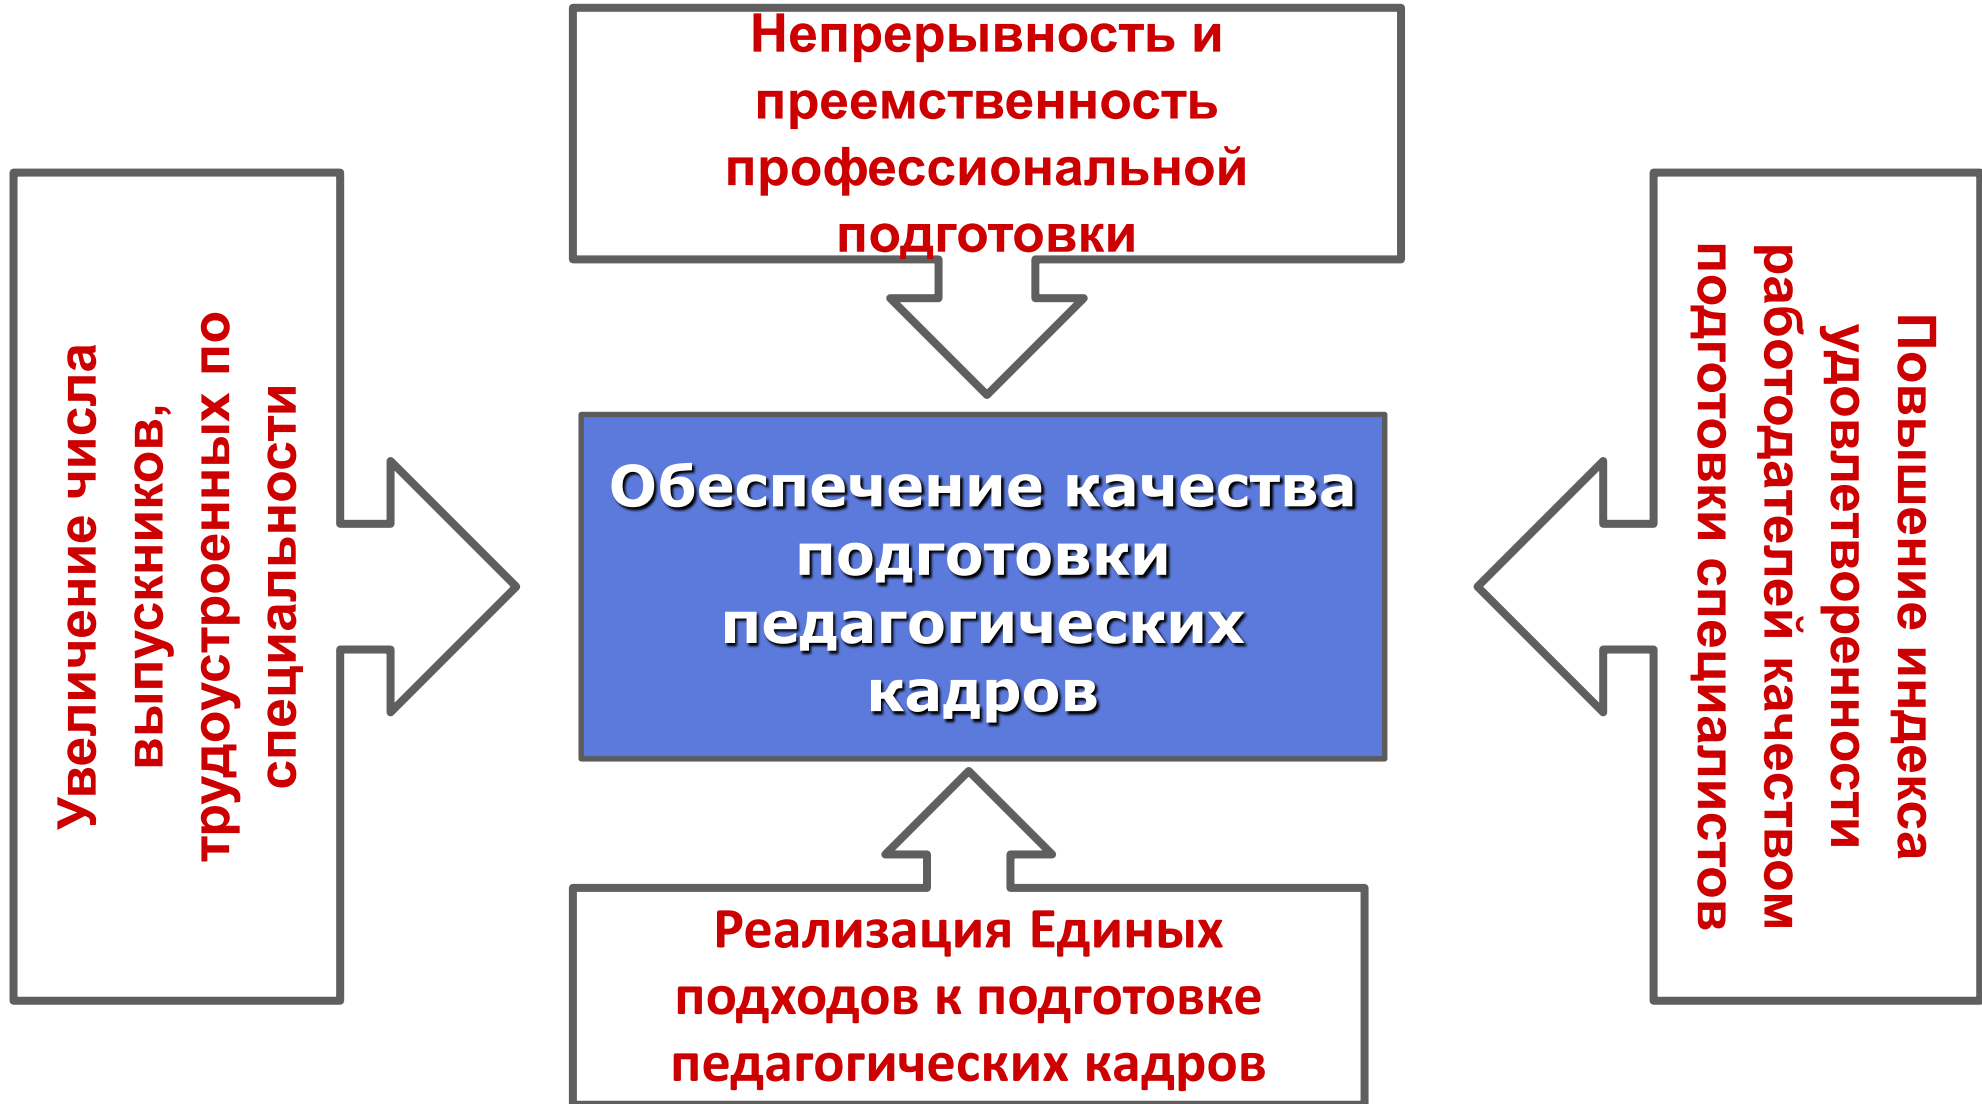 Непрерывность и
преемственность
профессиональной
подготовки
Увеличение числа
выпускников,
трудоустроенных по
специальности
Обеспечение качества
подготовки
педагогических
кадров
Повышение индекса
удовлетворенности
работодателей качеством
подготовки специалистов
Реализация Единых
подходов к подготовке
педагогических кадров